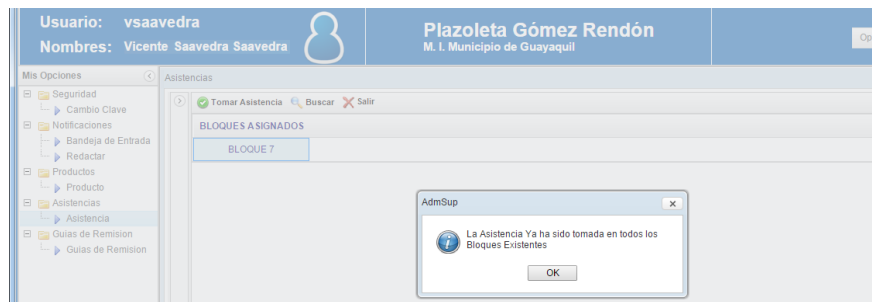 Usuario: vsaavedra
Nombres: Vicente Saavedra Saavedra
Plazoleta Gómez Rendón
M. I. Municipio de Guayaquil
Op
Mis Opciones
Seguridad
Cambio Clave
Notificaciones
Bandeja de Entrada
Redactar
Productos
Producto
Asistencias
Asistencia
Guias de Remision
Guias de Remision
Asistencias
Tomar Asistencia Buscar Salir
BLOQUES ASIGNADOS
BLOQUE 7
AdmSup
La Asistencia Ya ha sido tomada en todos los
Bloques Existentes
OK